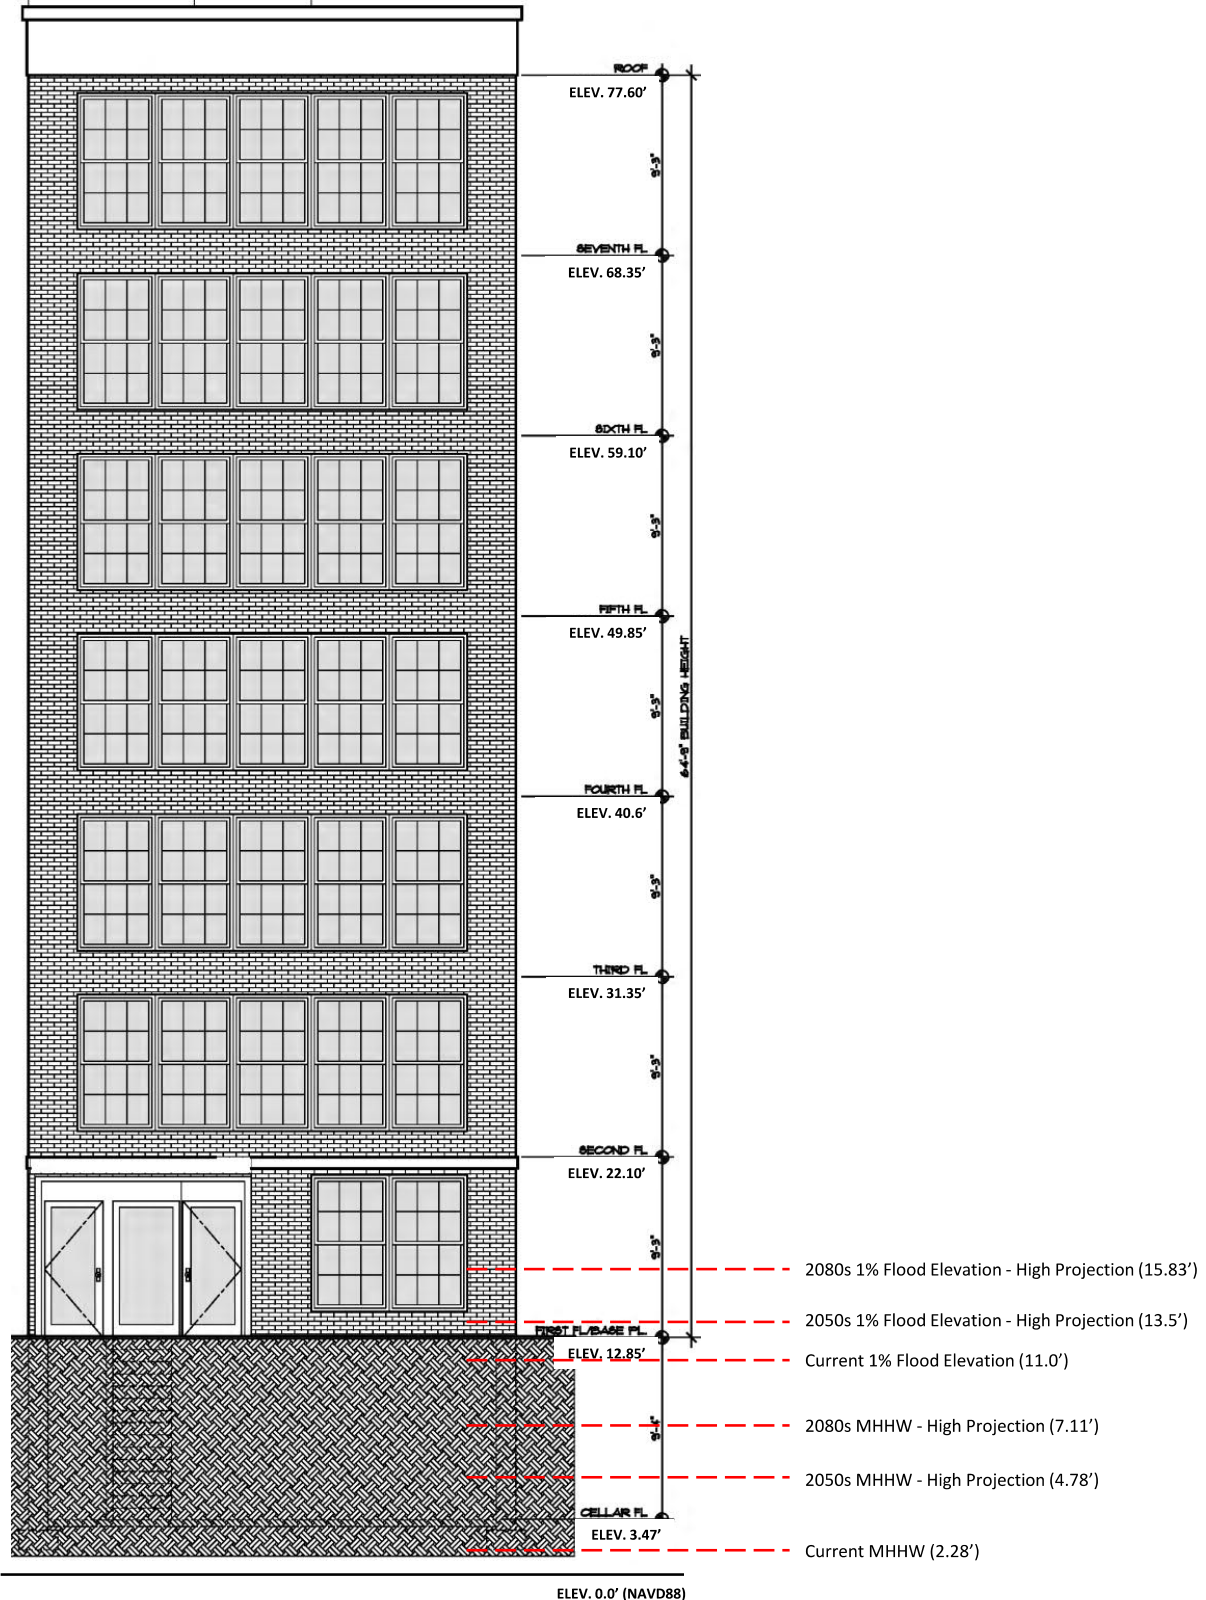 ROOF
ELEV. 77.60’
9'-3"
SEVENTH FL
ELEV. 68.35’
9'-3"
SIXTH FL
ELEV. 59.10’
9'-3"
FIFTH FL
ELEV. 49.85’
9'-3"
64'-9" BUILDING HEIGHT
FOURTH FL
ELEV. 40.6’
9'-3"
THIRD FL
ELEV. 31.35’
9'-3"
SECOND FL
ELEV. 22.10’
9'-3"
2080s 1% Flood Elevation - High Projection (15.83’)
2050s 1% Flood Elevation - High Projection (13.5’)
FIRST FL/BASE PL
ELEV. 12.85’
Current 1% Flood Elevation (11.0’)
2080s MHHW - High Projection (7.11’)
2050s MHHW - High Projection (4.78’)
CELLAR FL
ELEV. 3.47’
Current MHHW (2.28’)
ELEV. 0.0’ (NAVD88)